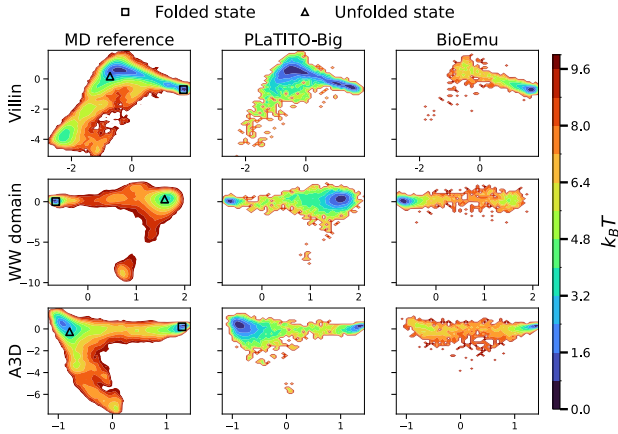 Folded state Unfolded state
MD reference PLaTITO-Big BioEmu
Villin
0
−2
−4
−2 0
−2 0
−2 0
WW domain
0
−5
−10
0 1 2
0 1 2
0 1 2
A3D
0
−2
−4
−6
−1 0 1
−1 0 1
−1 0 1
9.6
8.0
6.4
4.8
3.2
1.6
0.0
k_BT